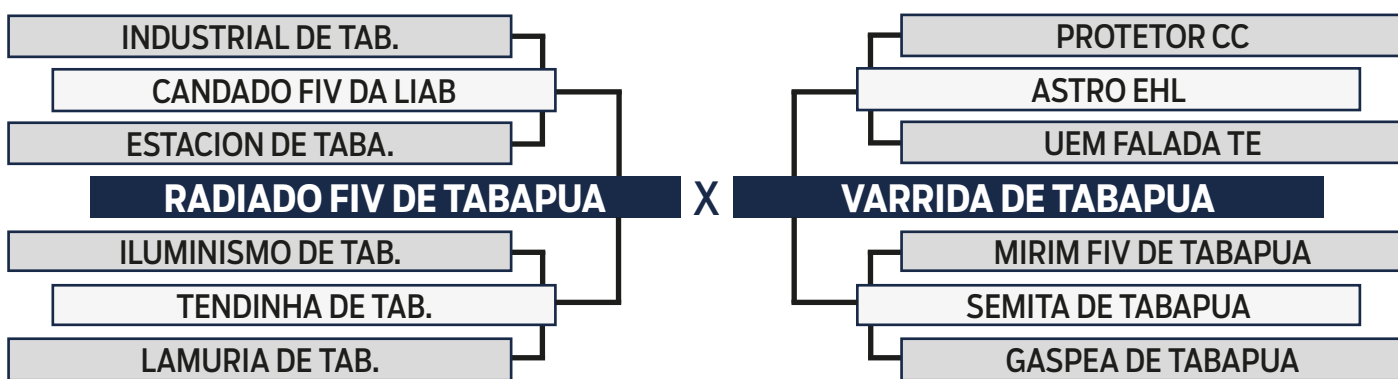 INDUSTRIAL DE TAB.
CANDADO FIV DA LIAB
ESTACION DE TABA.
RADIADO FIV DE TABAPUA
ILUMINISMO DE TAB.
TENDINHA DE TAB.
LAMURIA DE TAB.
X
PROTETOR CC
ASTRO EHL
UEM FALADA TE
VARRIDA DE TABAPUA
MIRIM FIV DE TABAPUA
SEMITA DE TABAPUA
GASPEA DE TABAPUA